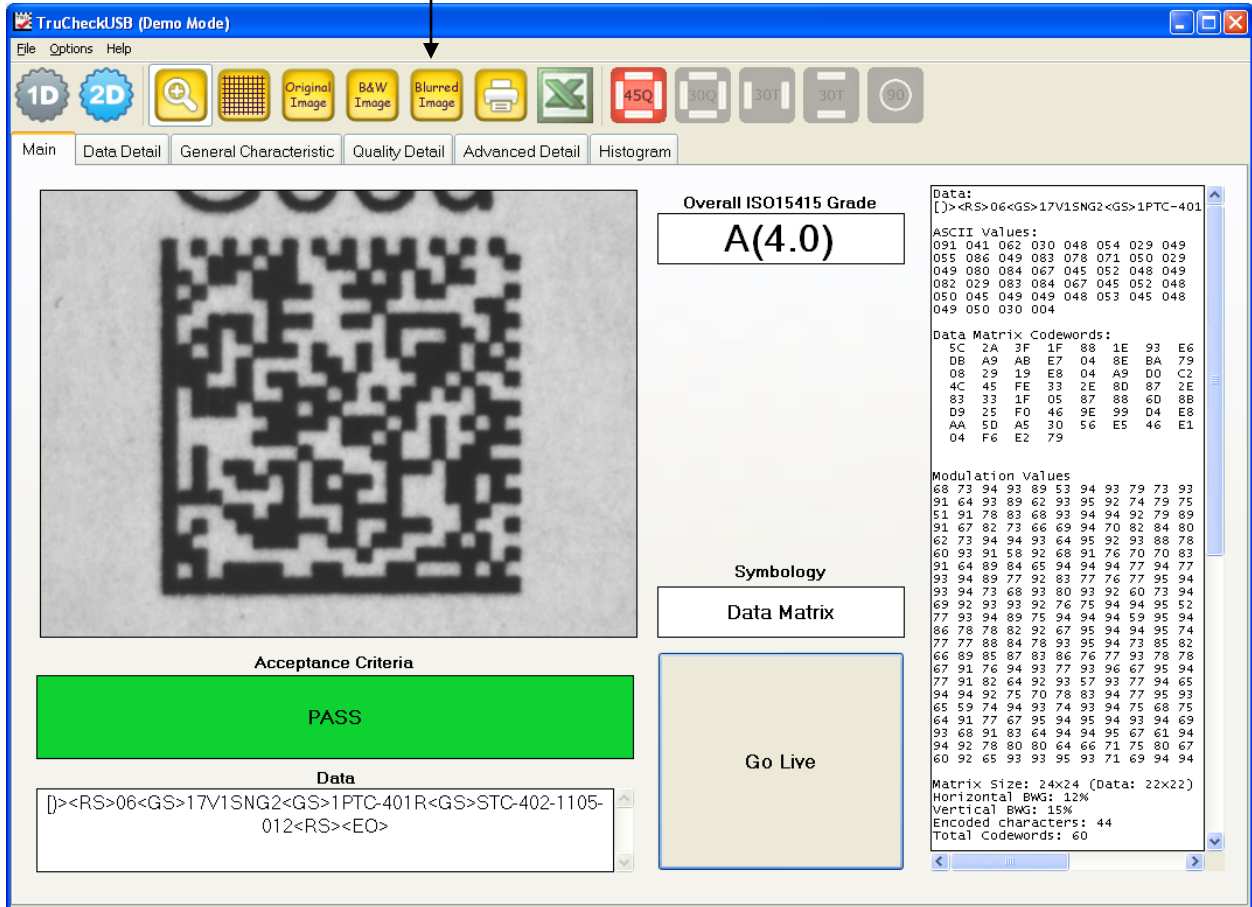 TruCheckUSB (Demo Mode)
File Options Help
1D 2D Original Image B&W Image Blurred Image 45Q 30Q 30T 30T 90
Main Data Detail General Characteristic Quality Detail Advanced Detail Histogram
Overall ISO15415 Grade
A(4.0)
Symbology
Data Matrix
Acceptance Criteria
PASS
Go Live
Data
[)><RS>06<GS>17V1SNG2<GS>1PTC-401R<GS>STC-402-1105-
012<RS><EO>
Data:
[)><RS>06<GS>17V1SNG2<GS>1PTC-401
ASCII Values:
091 041 062 030 048 054 029 049
055 086 049 083 078 071 050 029
049 080 084 067 045 052 048 049
082 029 083 084 067 045 052 048
050 045 049 049 048 053 045 048
049 050 030 004
Data Matrix Codewords:
5C 2A 3F 1F 88 1E 93 E6
DB A9 AB E7 04 8E BA 79
08 29 19 E8 04 A9 D0 C2
4C 45 FE 33 2E 8D 87 2E
83 33 1F 05 87 88 6D 8B
D9 25 F0 46 9E 99 D4 E8
AA 5D A5 30 56 E5 46 E1
04 F6 E2 79
Modulation Values
68 73 94 93 89 53 94 93 79 73 93
91 64 93 89 62 93 95 92 74 79 75
51 91 78 83 68 93 94 94 92 79 89
91 67 82 73 66 69 94 70 82 84 80
62 73 94 94 93 64 95 92 93 88 78
60 93 91 58 92 68 91 76 70 70 83
91 64 89 84 65 94 94 94 77 94 77
93 94 89 77 92 83 77 76 77 95 94
93 94 73 68 93 80 93 92 60 73 94
69 92 93 93 92 76 75 94 94 95 52
77 93 94 89 75 94 94 94 59 95 94
86 78 78 82 92 67 95 94 94 95 74
77 77 88 84 78 93 95 94 73 85 82
66 89 85 87 83 86 76 77 93 78 78
67 91 76 94 93 77 93 96 67 95 94
77 91 82 64 92 93 57 93 77 94 65
94 94 92 75 70 78 83 94 77 95 93
65 59 74 94 93 74 93 94 75 68 75
64 91 77 67 95 94 95 94 93 94 69
93 68 91 83 64 94 94 95 67 61 94
94 92 78 80 80 64 66 71 75 80 67
60 92 65 93 93 95 93 71 69 94 94
Matrix Size: 24x24 (Data: 22x22)
Horizontal BWG: 12%
Vertical BWG: 15%
Encoded characters: 44
Total Codewords: 60